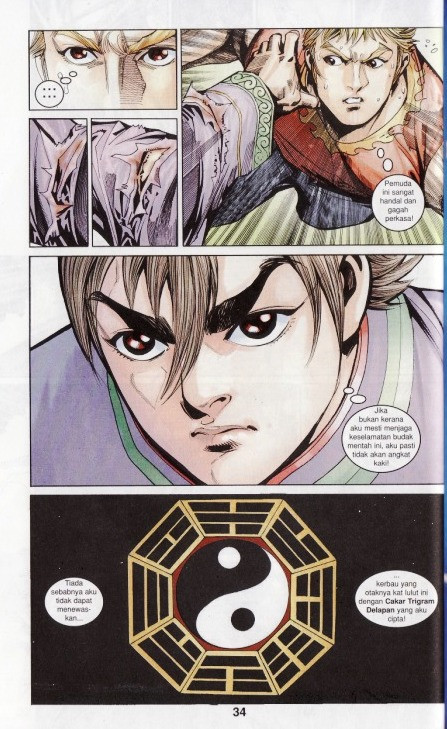 Pemuda
ini sangat
handal dan
gagah
perkasa!
Jika
bukan kerana
aku mesti menjaga
keselamatan budak
mentah ini, aku pasti
tidak akan angkat
kaki!
Tiada
sebabnya aku
tidak dapat
menewas-
kan...
...
kerbau yang
otaknya kat lutut ini
dengan Cakar Trigram
Delapan yang aku
cipta!
34